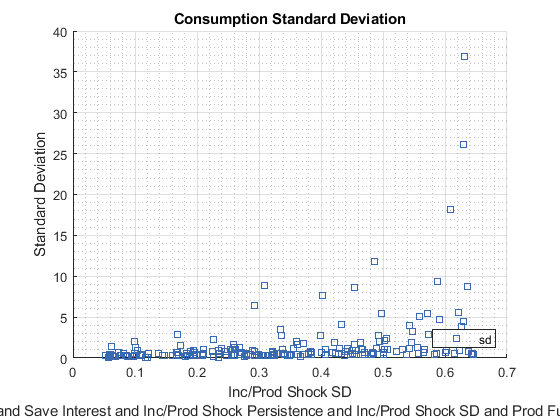 Consumption Standard Deviation
40
35
30
25
20
15
10
5
0
Standard Deviation
sd
0 0.1 0.2 0.3 0.4 0.5 0.6 0.7
Inc/Prod Shock SD
and Save Interest and Inc/Prod Shock Persistence and Inc/Prod Shock SD and Prod Fu